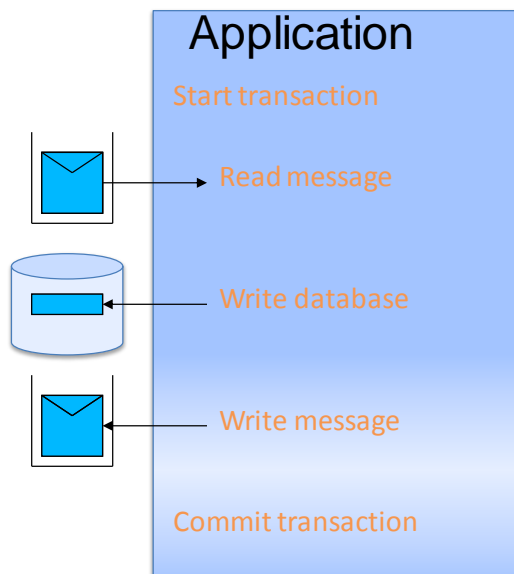 Application
Start transaction
Read message
Write database
Write message
Commit transaction